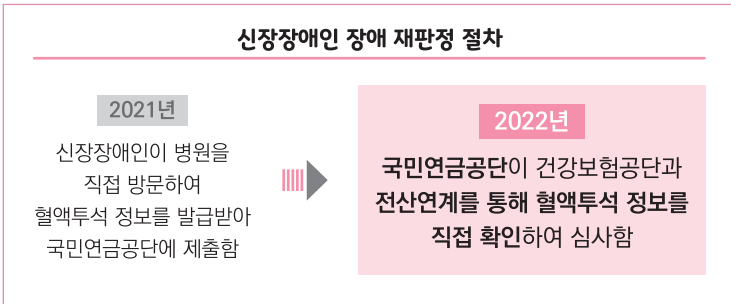 신장장애인 장애 재판정 절차
2021년
신장장애인이 병원을
직접 방문하여
혈액투석 정보를 발급받아
국민연금공단에 제출함
2022년
국민연금공단이 건강보험공단과
전산연계를 통해 혈액투석 정보를
직접 확인하여 심사함